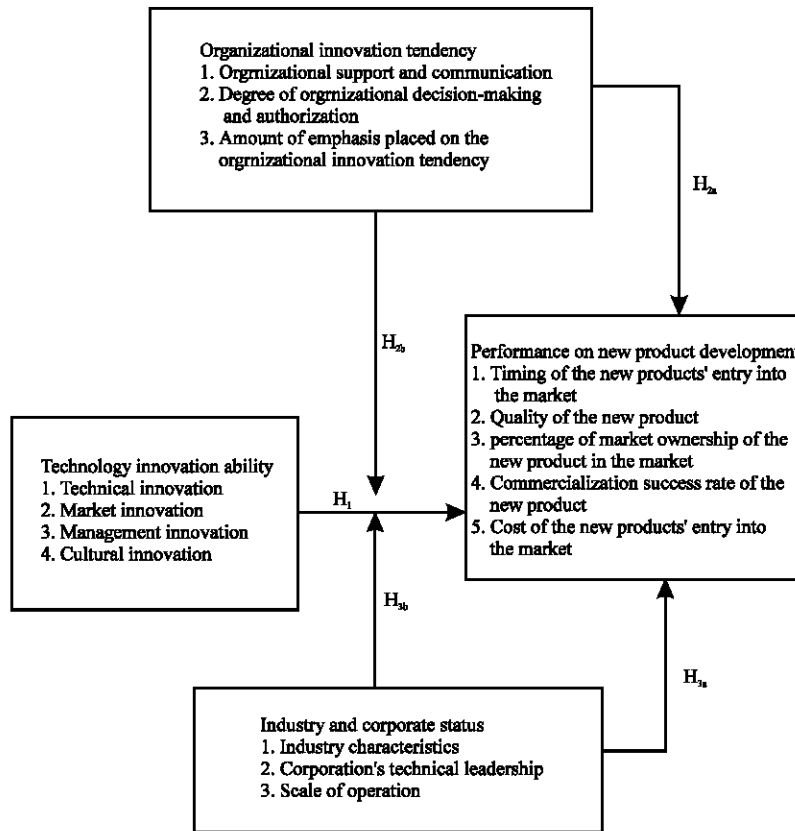 Organizational innovation tendency
1. Orgrnizational support and communication
2. Degree of orgrnizational decision-making
and authorization
3. Amount of emphasis placed on the
orgrnizational innovation tendency
H2a
H2b
Performance on new product development
1. Timing of the new products' entry into
the market
2. Quality of the new product
3. percentage of market ownership of the
new product in the market
4. Commercialization success rate of the
new product
5. Cost of the new products' entry into
the market
Technology innovation ability
1. Technical innovation
2. Market innovation
3. Management innovation
4. Cultural innovation
H1
H3b
H3a
Industry and corporate status
1. Industry characteristics
2. Corporation's technical leadership
3. Scale of operation